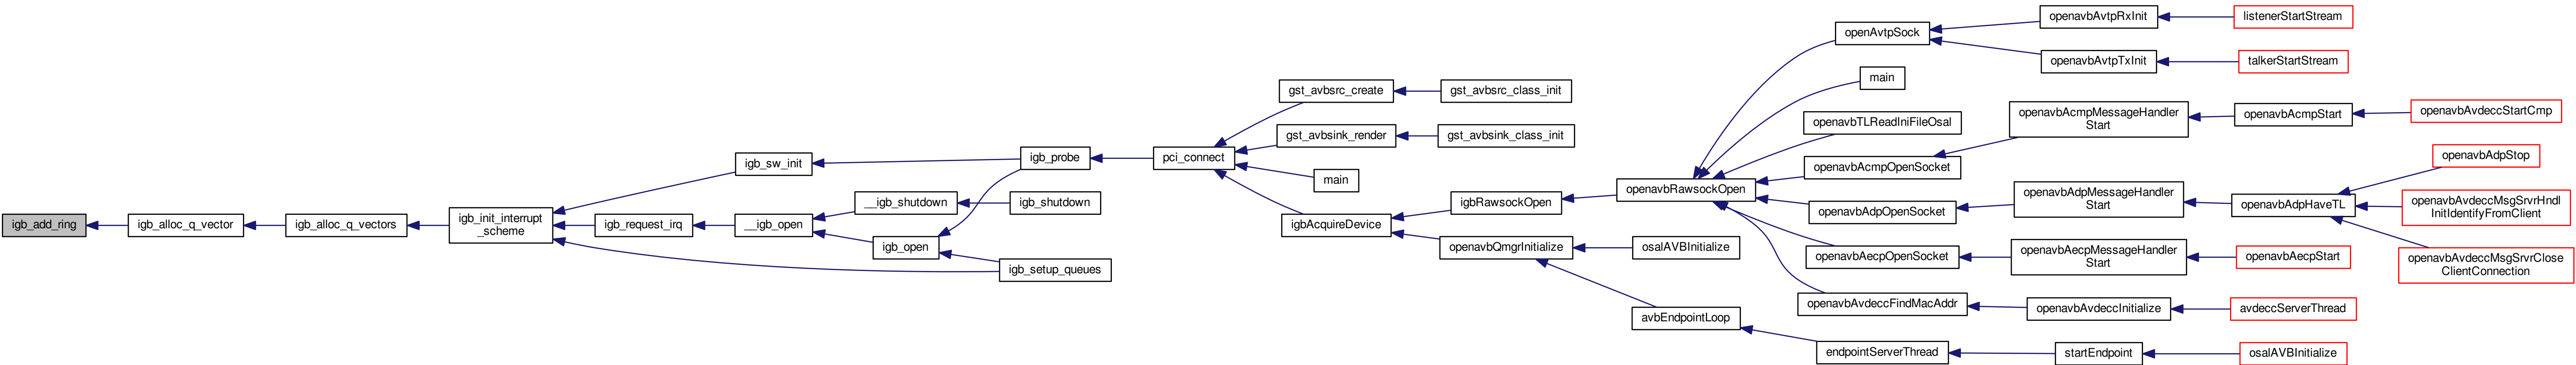 igb_add_ring
igb_alloc_q_vector
igb_alloc_q_vectors
igb_init_interrupt
_scheme
igb_sw_init
igb_request_irq
__igb_open
__igb_shutdown
igb_open
igb_probe
igb_shutdown
igb_setup_queues
pci_connect
gst_avbsrc_create
gst_avbsink_render
main
igbAcquireDevice
gst_avbsrc_class_init
gst_avbsink_class_init
igbRawsockOpen
openavbQmgrInitialize
openavbRawsockOpen
osalAVBInitialize
avbEndpointLoop
openAvtpSock
main
openavbTLReadIniFileOsal
openavbAcmpOpenSocket
openavbAdpOpenSocket
openavbAecpOpenSocket
openavbAvdeccFindMacAddr
endpointServerThread
openavbAvtpRxInit
openavbAvtpTxInit
openavbAcmpMessageHandler
Start
openavbAdpMessageHandler
Start
openavbAecpMessageHandler
Start
openavbAvdeccInitialize
startEndpoint
listenerStartStream
talkerStartStream
openavbAcmpStart
openavbAdpHaveTL
openavbAecpStart
avdeccServerThread
osalAVBInitialize
openavbAvdeccStartCmp
openavbAdpStop
openavbAvdeccMsgSrvrHndl
InitIdentifyFromClient
openavbAvdeccMsgSrvrClose
ClientConnection